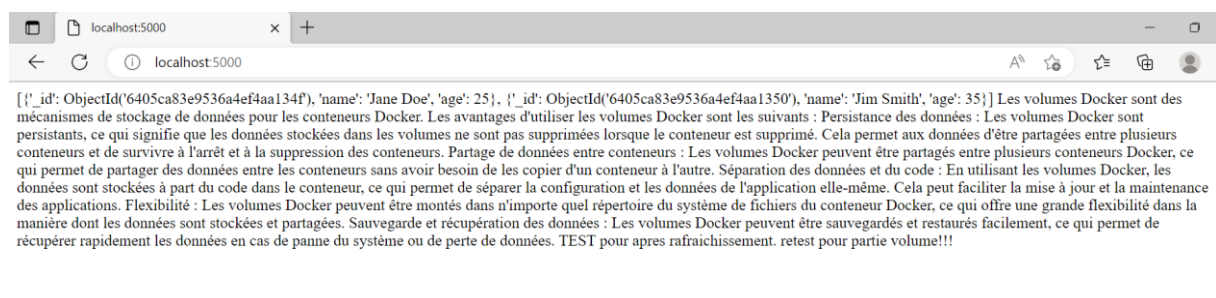 localhost:5000
localhost:5000
[{'_id': ObjectId('6405ca83e9536a4ef4aa134f'), 'name': 'Jane Doe', 'age': 25}, {'_id': ObjectId('6405ca83e9536a4ef4aa1350'), 'name': 'Jim Smith', 'age': 35}] Les volumes Docker sont des
mécanismes de stockage de données pour les conteneurs Docker. Les avantages d'utiliser les volumes Docker sont les suivants : Persistance des données : Les volumes Docker sont
persistants, ce qui signifie que les données stockées dans les volumes ne sont pas supprimées lorsque le conteneur est supprimé. Cela permet aux données d'être partagées entre plusieurs
conteneurs et de survivre à l'arrêt et à la suppression des conteneurs. Partage de données entre conteneurs : Les volumes Docker peuvent être partagés entre plusieurs conteneurs Docker, ce
qui permet de partager des données entre les conteneurs sans avoir besoin de les copier d'un conteneur à l'autre. Séparation des données et du code : En utilisant les volumes Docker, les
données sont stockées à part du code dans le conteneur, ce qui permet de séparer la configuration et les données de l'application elle-même. Cela peut faciliter la mise à jour et la maintenance
des applications. Flexibilité : Les volumes Docker peuvent être montés dans n'importe quel répertoire du système de fichiers du conteneur Docker, ce qui offre une grande flexibilité dans la
manière dont les données sont stockées et partagées. Sauvegarde et récupération des données : Les volumes Docker peuvent être sauvegardés et restaurés facilement, ce qui permet de
récupérer rapidement les données en cas de panne du système ou de perte de données. TEST pour apres rafraichissement. retest pour partie volume!!!